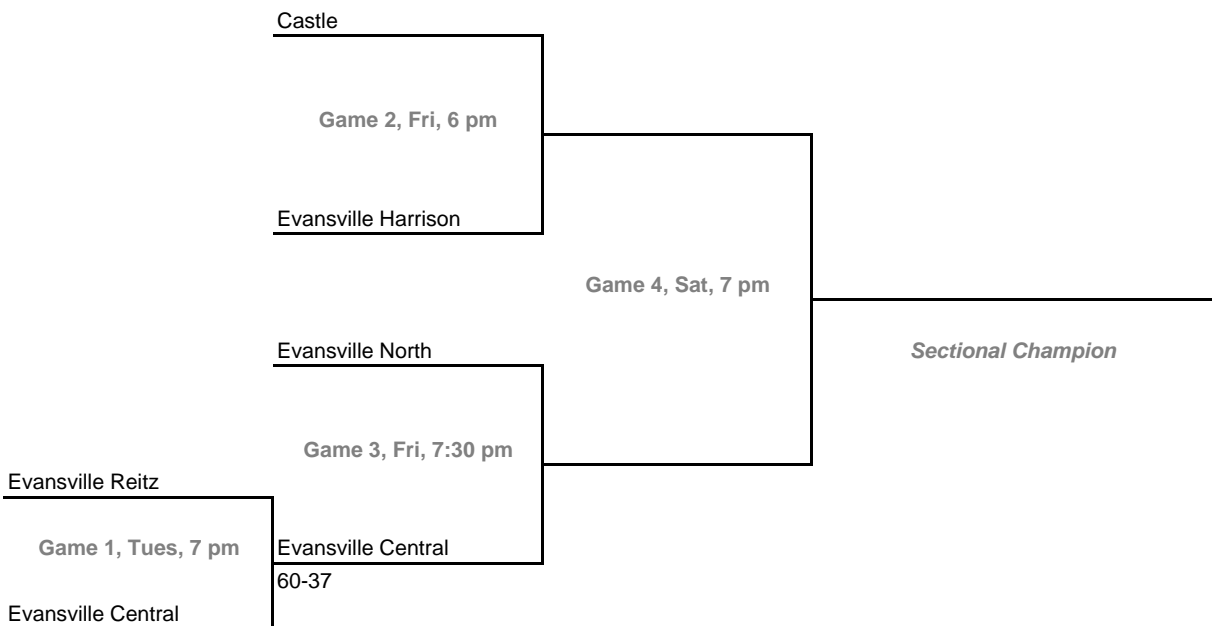 Castle
Game 2, Fri, 6 pm
Evansville Harrison
Game 4, Sat, 7 pm
Evansville North
Sectional Champion
Game 3, Fri, 7:30 pm
Evansville Reitz
Game 1, Tues, 7 pm
Evansville Central
60-37
Evansville Central